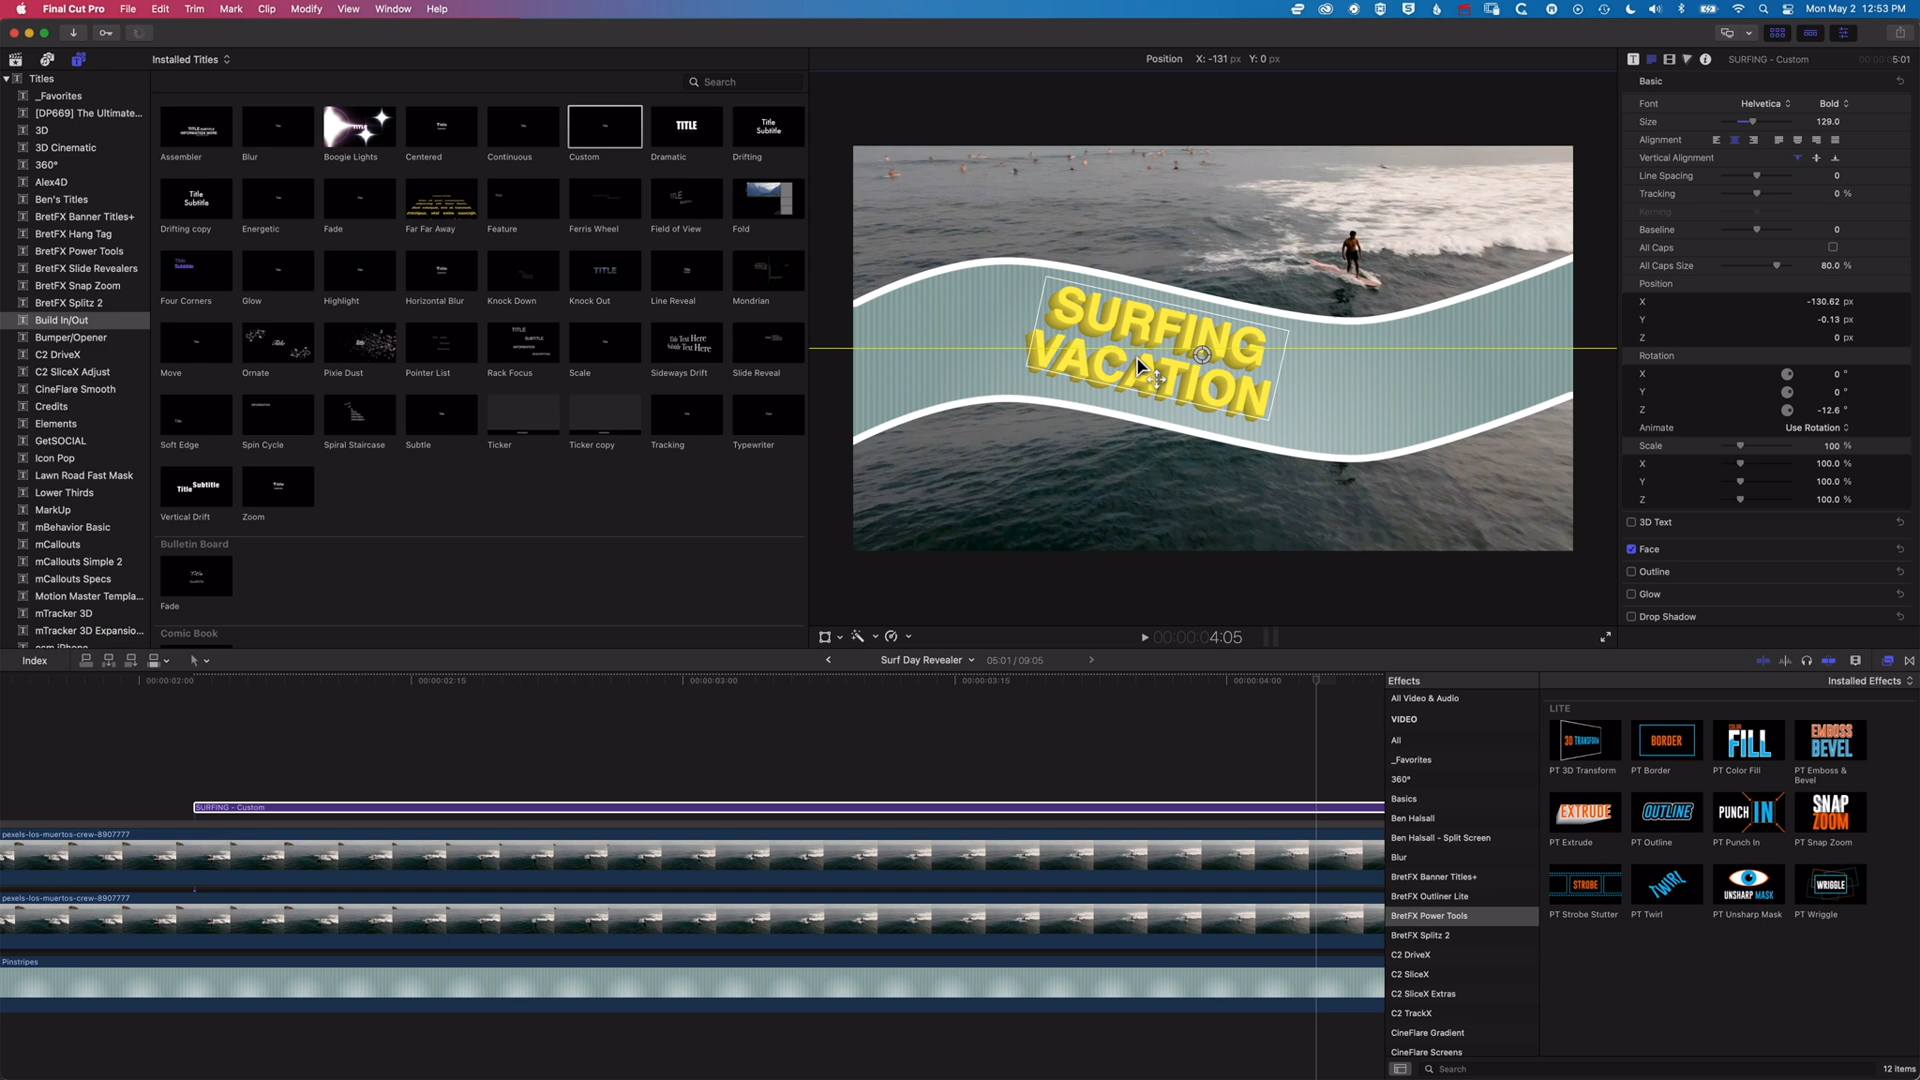 Final Cut Pro File Edit Trim Mark Clip Modify View Window Help
Mon May 2 12:53 PM
Installed Titles
Position X: -131 px Y: 0 px
SURFING - Custom
5:01
Titles
_Favorites
[DP669] The Ultimate...
3D
3D Cinematic
360°
Alex4D
Ben's Titles
BretFX Banner Titles+
BretFX Hang Tag
BretFX Power Tools
BretFX Slide Revealers
BretFX Snap Zoom
BretFX Splitz 2
Build In/Out
Bumper/Opener
C2 DriveX
C2 SliceX Adjust
CineFlare Smooth
Credits
Elements
GetSOCIAL
Icon Pop
Lawn Road Fast Mask
Lower Thirds
MarkUp
mBehavior Basic
mCallouts
mCallouts Simple 2
mCallouts Specs
Motion Master Templa...
mTracker 3D
mTracker 3D Expansio...
Search
Assembler Blur Boogie Lights Centered Continuous Custom Dramatic Drifting
Drifting copy Energetic Fade Far Far Away Feature Ferris Wheel Field of View Fold
Four Corners Glow Highlight Horizontal Blur Knock Down Knock Out Line Reveal Mondrian
Move Ornate Pixie Dust Pointer List Rack Focus Scale Sideways Drift Slide Reveal
Soft Edge Spin Cycle Spiral Staircase Subtle Ticker Ticker copy Tracking Typewriter
Vertical Drift Zoom
Bulletin Board
Fade
Comic Book
SURFING
VACATION
Basic
Font Helvetica Bold
Size 129.0
Alignment
Vertical Alignment
Line Spacing 0
Tracking 0 %
Kerning
Baseline 0
All Caps
All Caps Size 80.0 %
Position
X -130.62 px
Y -0.13 px
Z 0 px
Rotation
X 0 °
Y 0 °
Z -12.6 °
Animate Use Rotation
Scale 100 %
X 100.0 %
Y 100.0 %
Z 100.0 %
3D Text
Face
Outline
Glow
Drop Shadow
00:00:00 4:05
Index
Surf Day Revealer 05:01 / 09:05
00:00:02:00 00:00:02:15 00:00:03:00 00:00:03:15 00:00:04:00
SURFING - Custom
pexels-los-muertos-crew-8907777
pexels-los-muertos-crew-8907777
Pinstripes
Effects
Installed Effects
All Video & Audio
VIDEO
All
_Favorites
360°
Basics
Ben Halsall
Ben Halsall - Split Screen
Blur
BretFX Banner Titles+
BretFX Outliner Lite
BretFX Power Tools
BretFX Splitz 2
C2 DriveX
C2 SliceX
C2 SliceX Extras
C2 TrackX
CineFlare Gradient
CineFlare Screens
LITE
3D TRANSFORM BORDER COLOR FILL EMBOSS BEVEL
PT 3D Transform PT Border PT Color Fill PT Emboss & Bevel
EXTRUDE OUTLINE PUNCH IN SNAP ZOOM
PT Extrude PT Outline PT Punch In PT Snap Zoom
STROBE TWIRL UNSHARP MASK WRIGGLE
PT Strobe Stutter PT Twirl PT Unsharp Mask PT Wriggle
Search
12 items